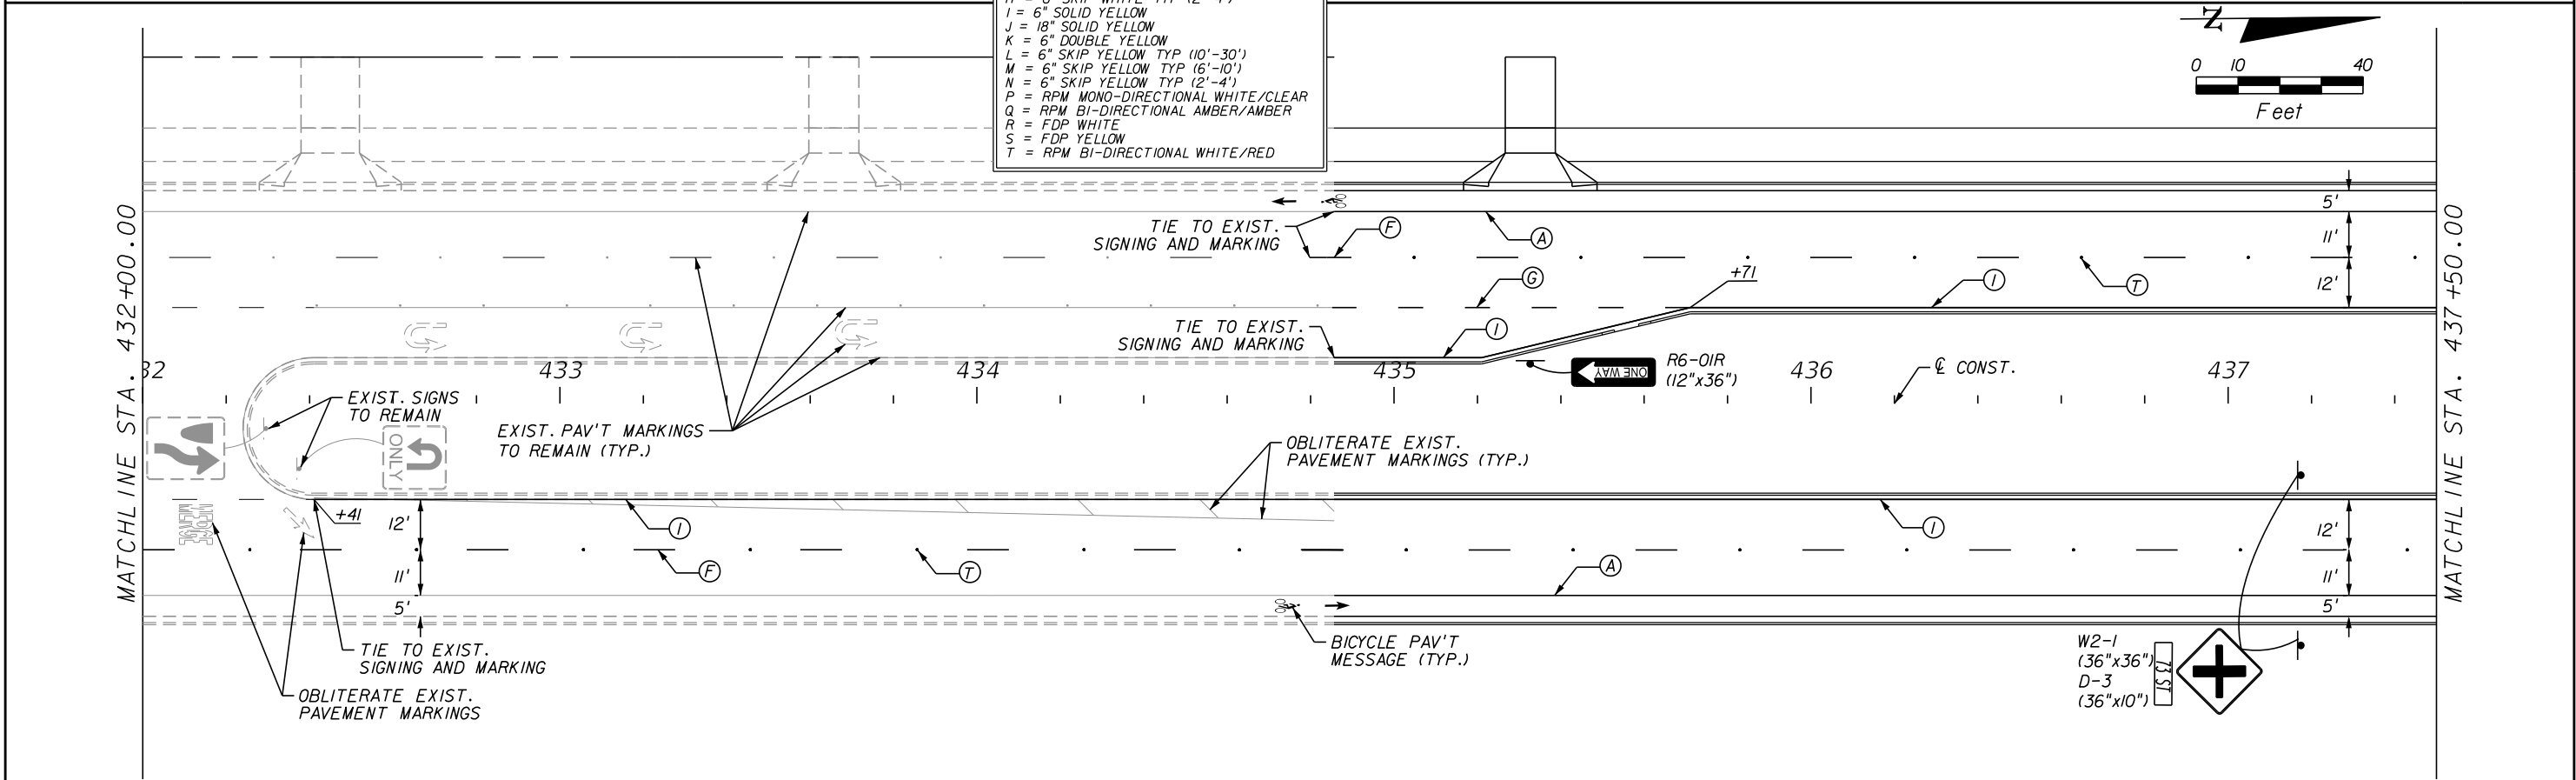 I = 6" SOLID YELLOW
J = 18" SOLID YELLOW
K = 6" DOUBLE YELLOW
L = 6" SKIP YELLOW TYP (10'-30')
M = 6" SKIP YELLOW TYP (6'-10')
N = 6" SKIP YELLOW TYP (2'-4')
P = RPM MONO-DIRECTIONAL WHITE/CLEAR
Q = RPM BI-DIRECTIONAL AMBER/AMBER
R = FDP WHITE
S = FDP YELLOW
T = RPM BI-DIRECTIONAL WHITE/RED
N
0 10 40
Feet
MATCHLINE STA. 432+00.00
MATCHLINE STA. 437+50.00
5'
11'
12'
TIE TO EXIST.
SIGNING AND MARKING
F
A
G
+71
I
T
TIE TO EXIST.
SIGNING AND MARKING
I
32 433 434 435 436 437
ONE WAY
R6-01R
(12"x36")
℄ CONST.
EXIST. SIGNS
TO REMAIN
ONLY
EXIST. PAV'T MARKINGS
TO REMAIN (TYP.)
OBLITERATE EXIST.
PAVEMENT MARKINGS (TYP.)
MERGE
+41
12'
11'
5'
I
F
T
I
A
12'
11'
5'
TIE TO EXIST.
SIGNING AND MARKING
OBLITERATE EXIST.
PAVEMENT MARKINGS
BICYCLE PAV'T
MESSAGE (TYP.)
W2-1
(36"x36")
D-3
(36"x10")
73 ST